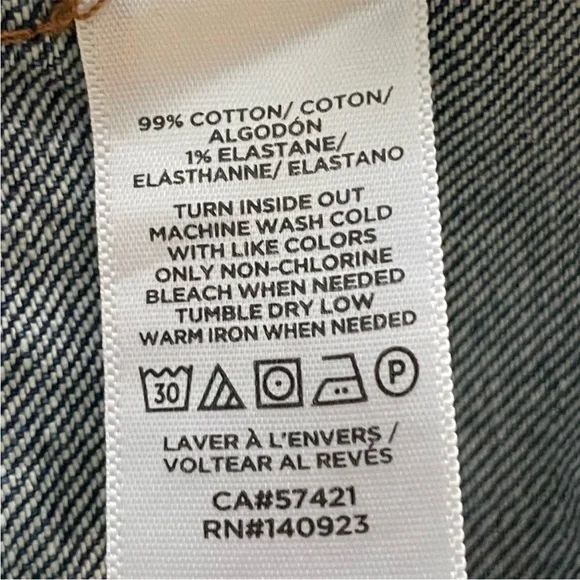 99% COTTON/ COTON/
ALGODÓN
1% ELASTANE/
ELASTHANNE/ ELASTANO
TURN INSIDE OUT
MACHINE WASH COLD
WITH LIKE COLORS
ONLY NON-CHLORINE
BLEACH WHEN NEEDED
TUMBLE DRY LOW
WARM IRON WHEN NEEDED
30 P
LAVER À L'ENVERS /
VOLTEAR AL REVÉS
CA#57421
RN#140923